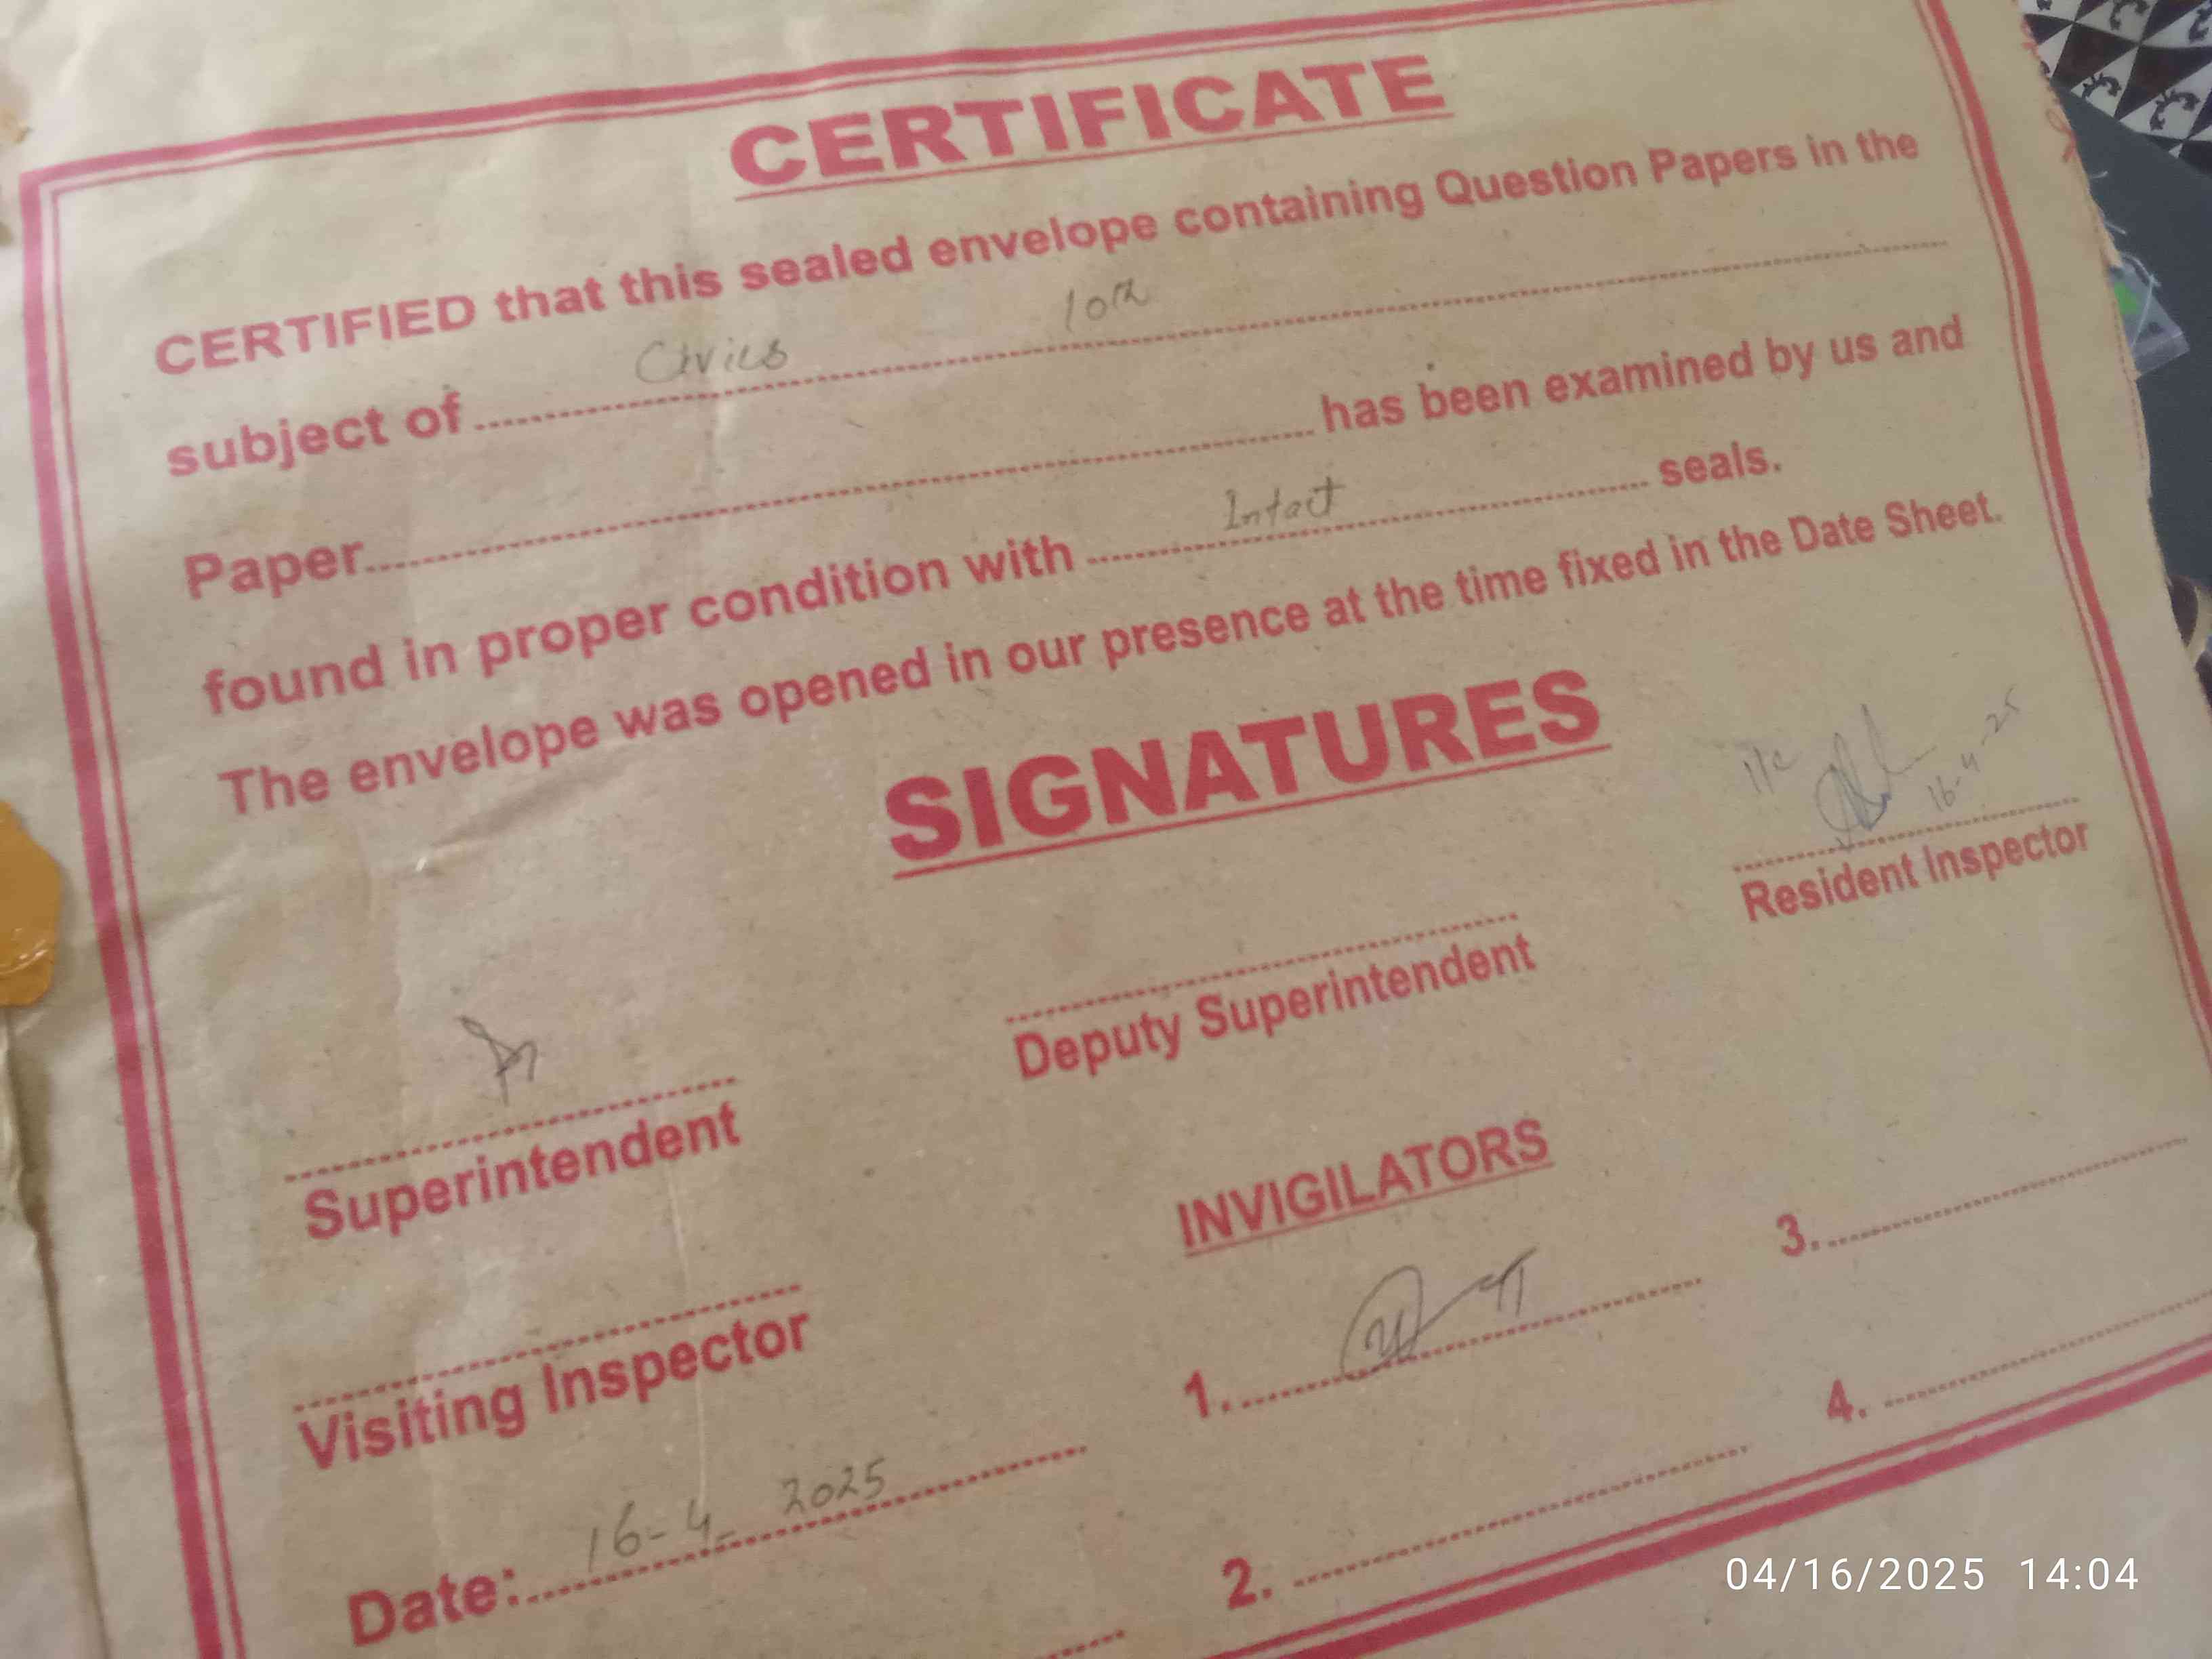 CERTIFICATE
CERTIFIED that this sealed envelope containing Question Papers in the
subject of Civics 10th
Paper has been examined by us and
found in proper condition with Intact seals.
The envelope was opened in our presence at the time fixed in the Date Sheet.
SIGNATURES
16-4-25
Resident Inspector
Deputy Superintendent
Superintendent
INVIGILATORS
Visiting Inspector
1.
3.
Date: 16-4-2025
2.
4.
04/16/2025 14:04